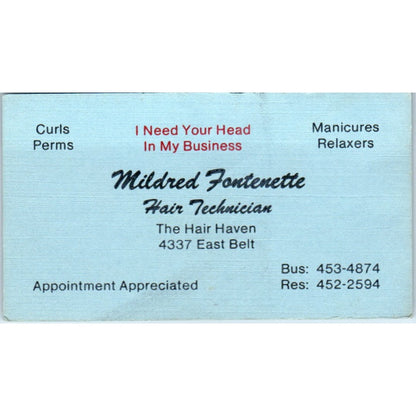 Curls
Perms
I Need Your Head
In My Business
Manicures
Relaxers
Mildred Fontenette
Hair Technician
The Hair Haven
4337 East Belt
Bus: 453-4874
Appointment Appreciated Res: 452-2594